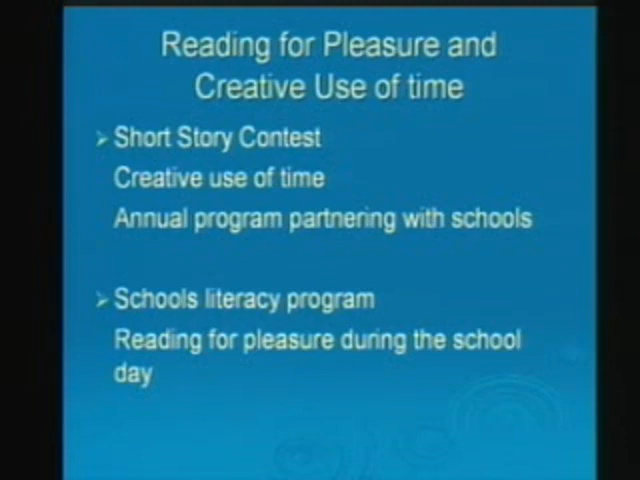 Reading for Pleasure and
Creative Use of time
Short Story Contest
Creative use of time
Annual program partnering with schools
Schools literacy program
Reading for pleasure during the school
day